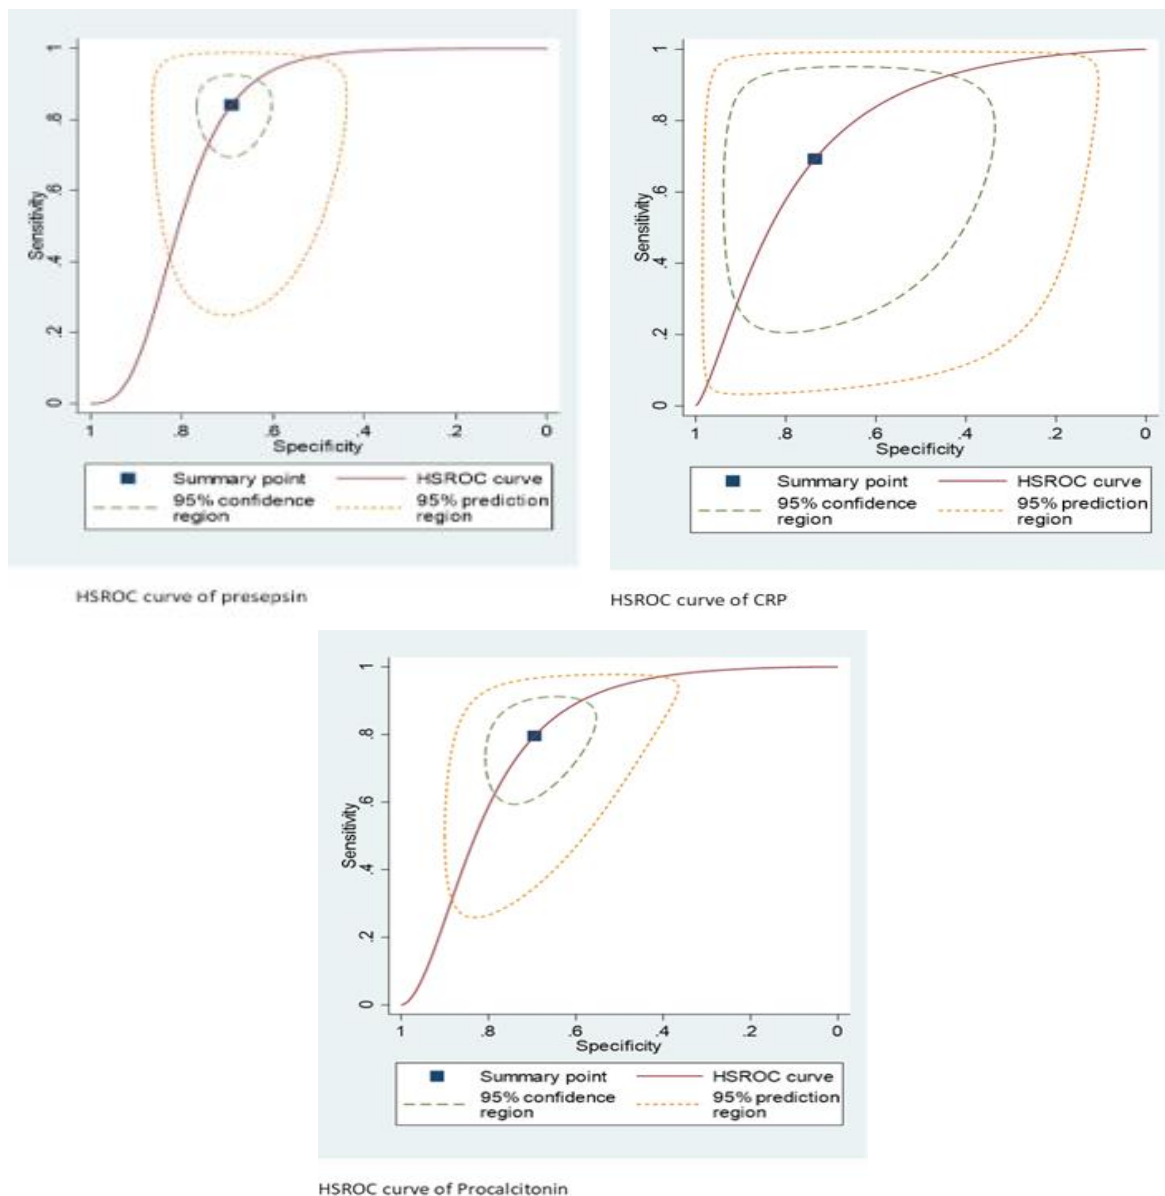 1
.8
.6
.4
.2
0
Sensitivity
1 .8 .6 .4 .2 0
Specificity
Summary point HSROC curve
95% confidence region 95% prediction region
HSROC curve of presepsin
1
.8
.6
.4
.2
0
Sensitivity
1 .8 .6 .4 .2 0
Specificity
Summary point HSROC curve
95% confidence region 95% prediction region
HSROC curve of CRP
1
.8
.6
.4
.2
0
Sensitivity
1 .8 .6 .4 .2 0
Specificity
Summary point HSROC curve
95% confidence region 95% prediction region
HSROC curve of Procalcitonin